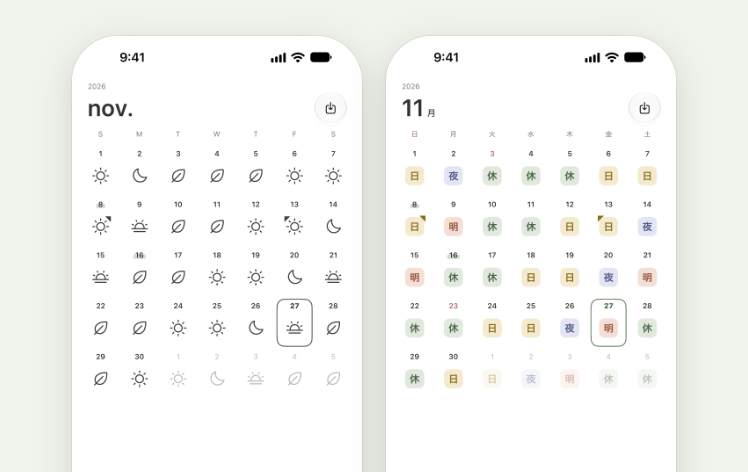 9:41
2026
nov.
S M T W T F S
1 2 3 4 5 6 7
8 9 10 11 12 13 14
15 16 17 18 19 20 21
22 23 24 25 26 27 28
29 30 1 2 3 4 5
9:41
2026
11月
日 月 火 水 木 金 土
1 2 3 4 5 6 7
日 夜 休 休 休 日 日
8 9 10 11 12 13 14
日 明 休 休 日 日 夜
15 16 17 18 19 20 21
明 休 休 日 日 夜 明
22 23 24 25 26 27 28
休 休 日 日 夜 明 休
29 30 1 2 3 4 5
休 日 日 夜 明 休 休